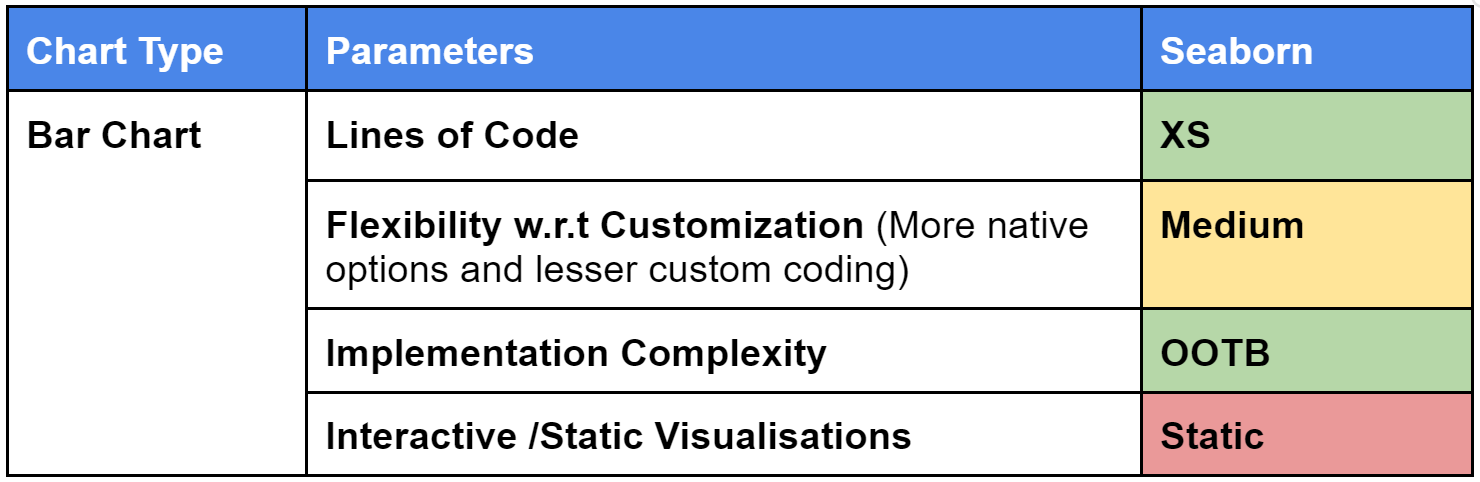 Chart Type Parameters Seaborn
Bar Chart Lines of Code XS
Flexibility w.r.t Customization (More native Medium
options and lesser custom coding)
Implementation Complexity OOTB
Interactive /Static Visualisations Static